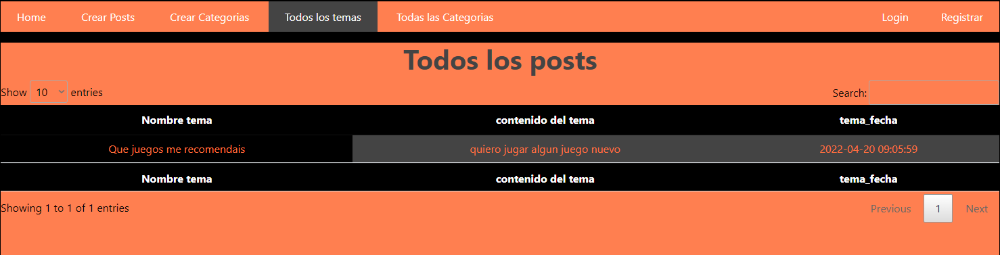 Home Crear Posts Crear Categorias Todos los temas Todas las Categorias Login Registrar
Todos los posts
Show 10 entries Search:
Nombre tema contenido del tema tema_fecha
Que juegos me recomendais quiero jugar algun juego nuevo 2022-04-20 09:05:59
Nombre tema contenido del tema tema_fecha
Showing 1 to 1 of 1 entries Previous 1 Next